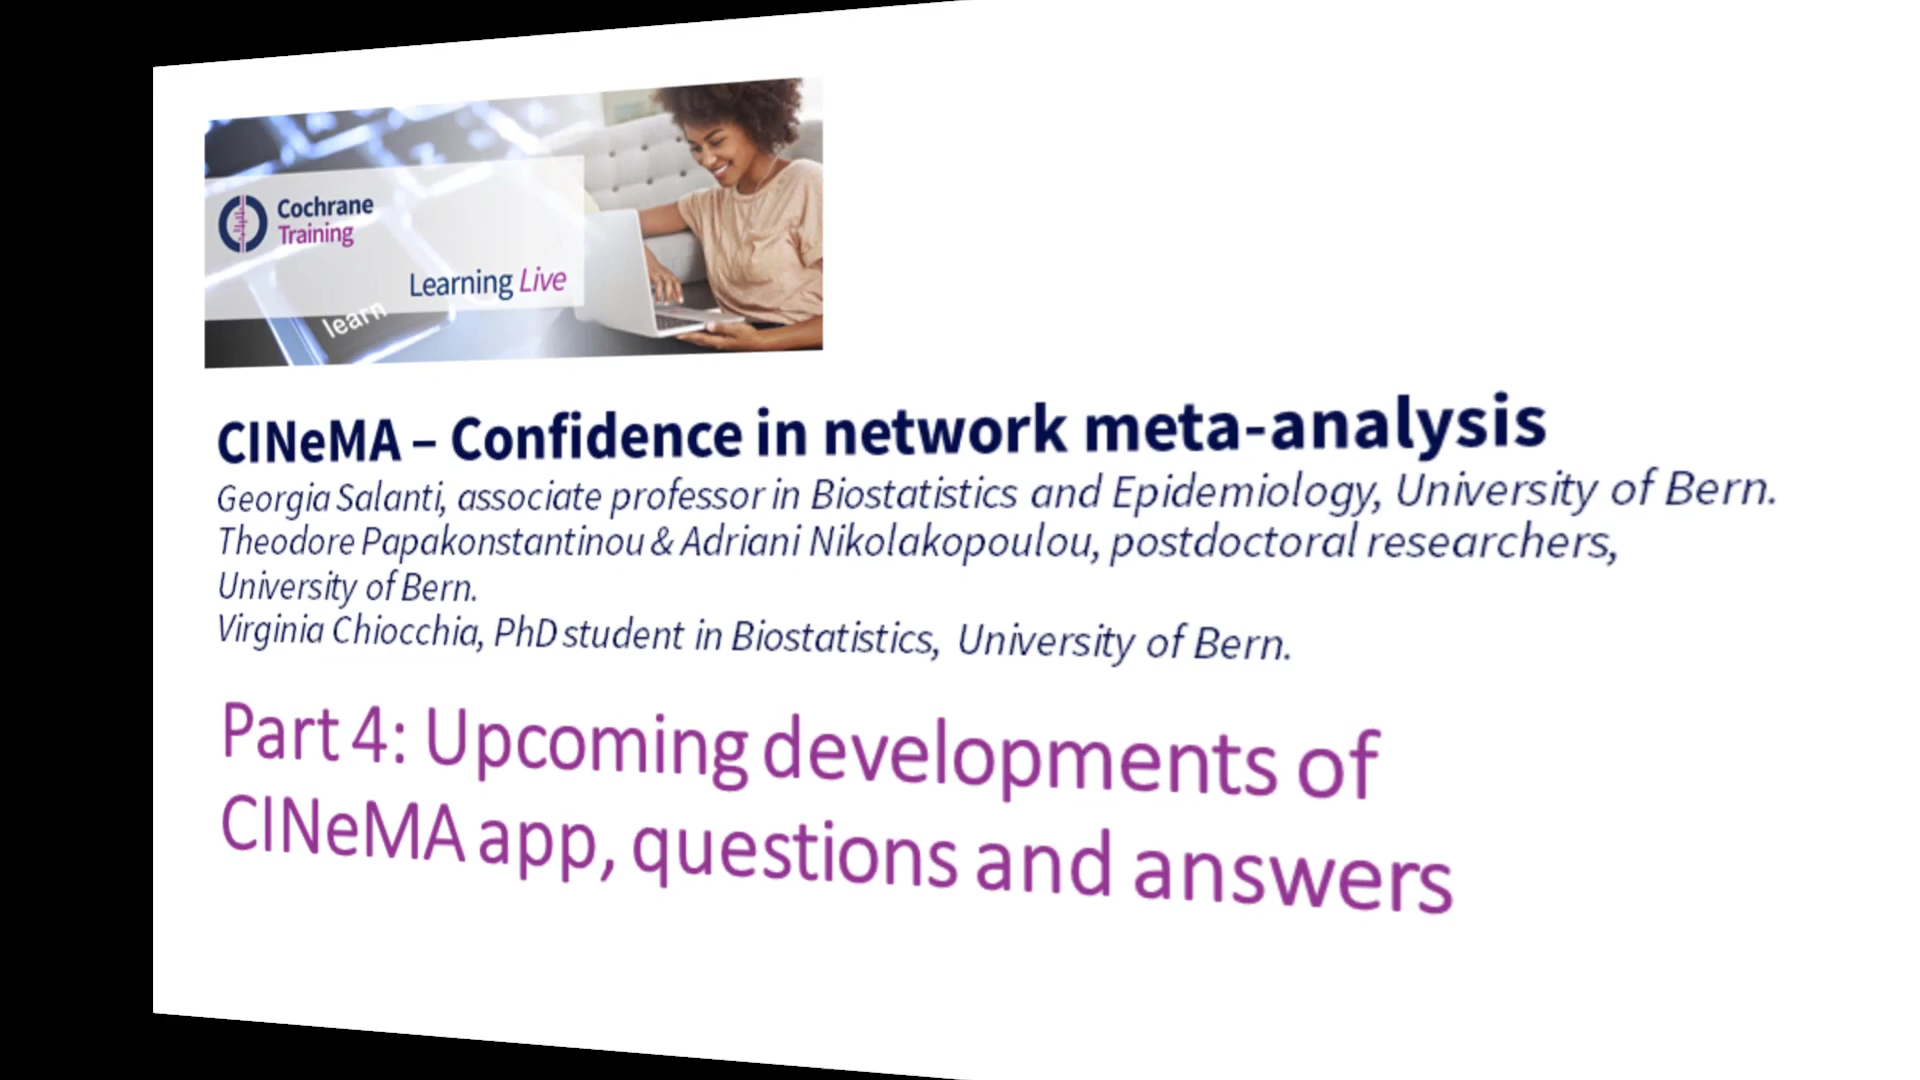 Cochrane
Training
Learning Live
learn
CINeMA – Confidence in network meta-analysis
Georgia Salanti, associate professor in Biostatistics and Epidemiology, University of Bern.
Theodore Papakonstantinou & Adriani Nikolakopoulou, postdoctoral researchers,
University of Bern.
Virginia Chiocchia, PhD student in Biostatistics, University of Bern.
Part 4: Upcoming developments of
CINeMA app, questions and answers